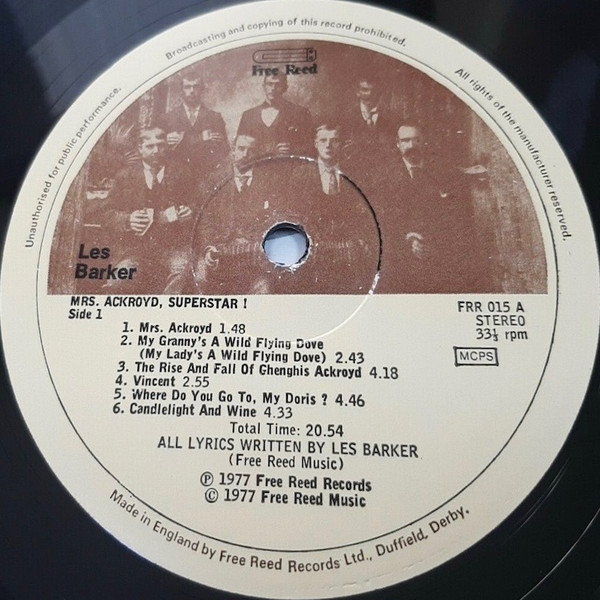 Broadcasting and copying of this record prohibited.
Unauthorised for public performance.
All rights of the manufacturer reserved.
Free Reed
Les
Barker
MRS. ACKROYD, SUPERSTAR !
Side 1
FRR 015 A
STEREO
33⅓ rpm
MCPS
1. Mrs. Ackroyd 1.48
2. My Granny's A Wild Flying Dove
(My Lady's A Wild Flying Dove) 2.43
3. The Rise And Fall Of Ghenghis Ackroyd 4.18
4. Vincent 2.55
5. Where Do You Go To, My Doris ? 4.46
6. Candlelight And Wine 4.33
Total Time: 20.54
ALL LYRICS WRITTEN BY LES BARKER
(Free Reed Music)
℗ 1977 Free Reed Records
© 1977 Free Reed Music
Made in England by Free Reed Records Ltd., Duffield, Derby.